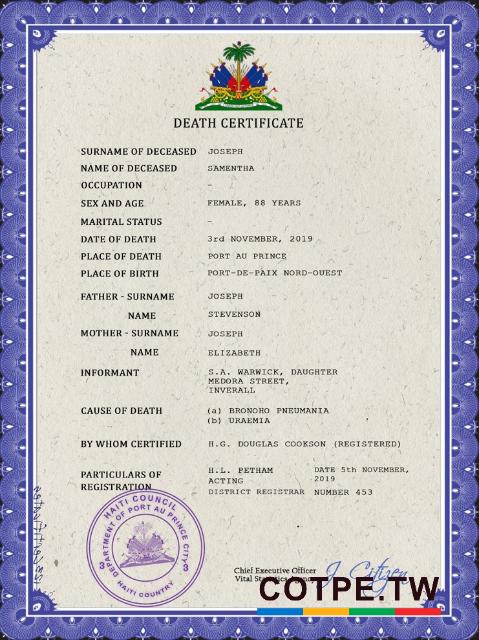 DEATH CERTIFICATE
SURNAME OF DECEASED JOSEPH
NAME OF DECEASED SAMENTHA
OCCUPATION –
SEX AND AGE FEMALE, 88 YEARS
MARITAL STATUS –
DATE OF DEATH 3rd NOVEMBER, 2019
PLACE OF DEATH PORT AU PRINCE
PLACE OF BIRTH PORT-DE-PAIX NORD-OUEST
FATHER - SURNAME JOSEPH
NAME STEVENSON
MOTHER - SURNAME JOSEPH
NAME ELIZABETH
INFORMANT S.A. WARWICK, DAUGHTER
MEDORA STREET,
INVERALL
CAUSE OF DEATH (a) BRONOHO PNEUMANIA
(b) URAEMIA
BY WHOM CERTIFIED H.G. DOUGLAS COOKSON (REGISTERED)
PARTICULARS OF REGISTRATION
H.L. PETHAM
ACTING
DISTRICT REGISTRAR
DATE 5th NOVEMBER,
2019
NUMBER 453
HAITI COUNCIL
DEPARTMENT OF PORT AU PRINCE CITY
HAITI COUNTRY
Chief Executive Officer
Vital Statistics
J. Citizen
COTPE.TW